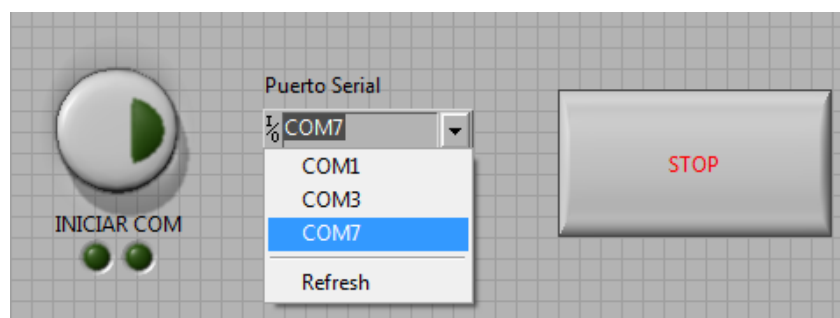 Puerto Serial
I/O COM7
COM1
COM3
COM7
Refresh
INICIAR COM
STOP